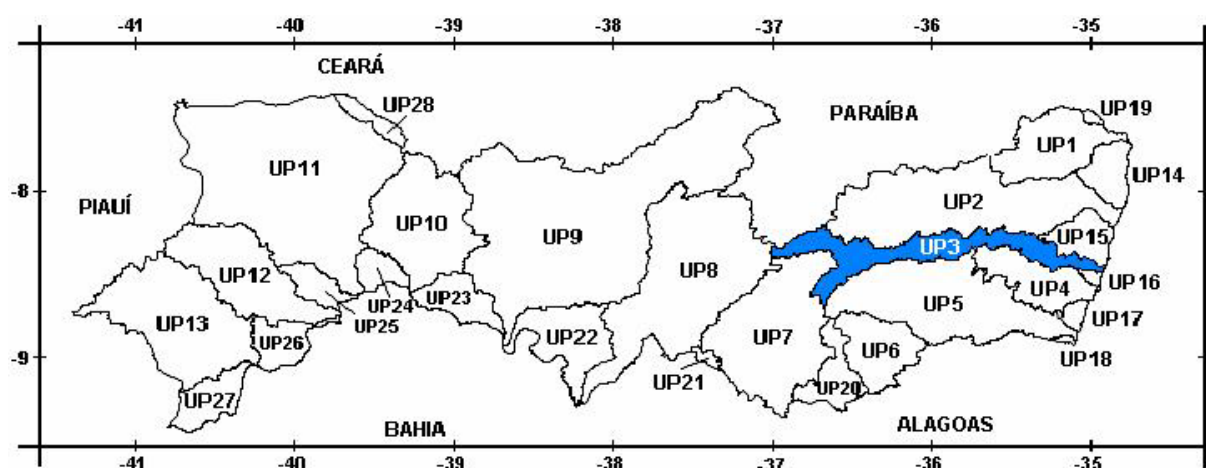 -41 -40 -39 -38 -37 -36 -35
CEARÁ
UP28
PARAÍBA
UP19
UP1
UP11
UP14
-8
-8
PIAUÍ
UP2
UP10
UP15
UP9
UP3
UP12
UP8
UP16
UP4
UP24
UP23
UP5
UP13
UP25
UP17
UP26
UP22
UP7
UP6
UP18
-9
-9
UP21
UP20
UP27
BAHIA
ALAGOAS
-41 -40 -39 -38 -37 -36 -35